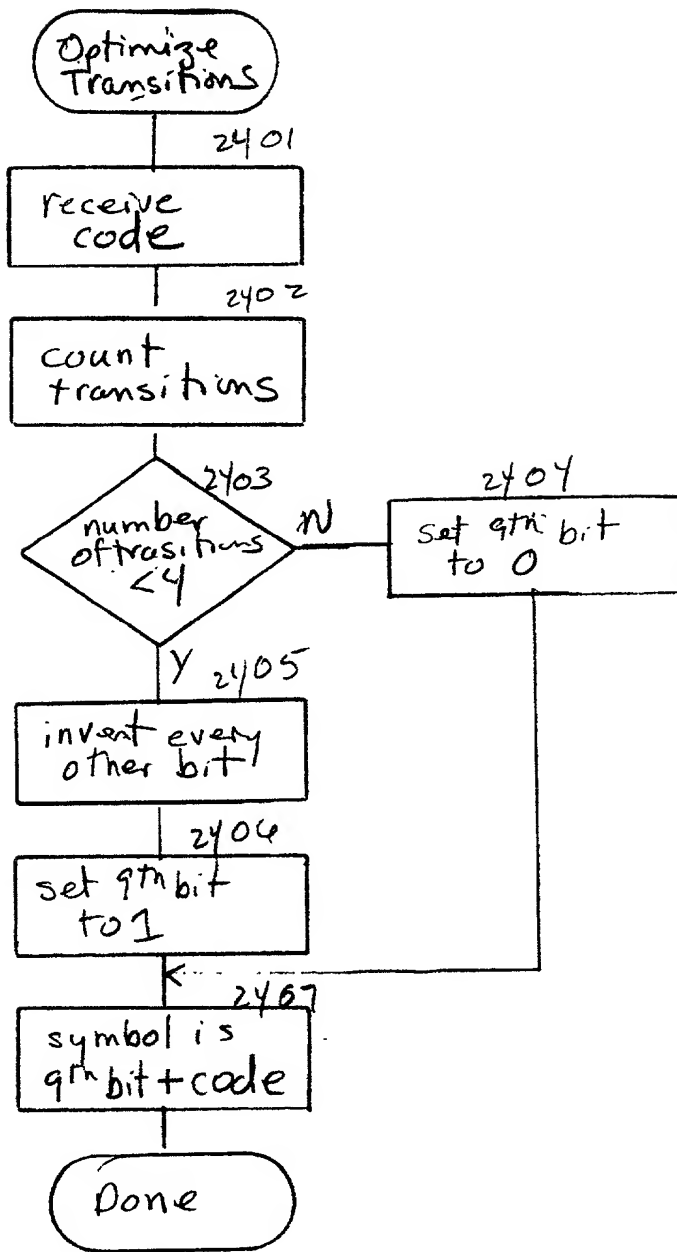 Optimize
Transitions
2401
receive
code
2402
count
transitions
2403
number
of trasitions
<4
N
2404
set 9th bit
to 0
Y
2405
invert every
other bit
2406
set 9th bit
to 1
2407
symbol is
9th bit + code
Done